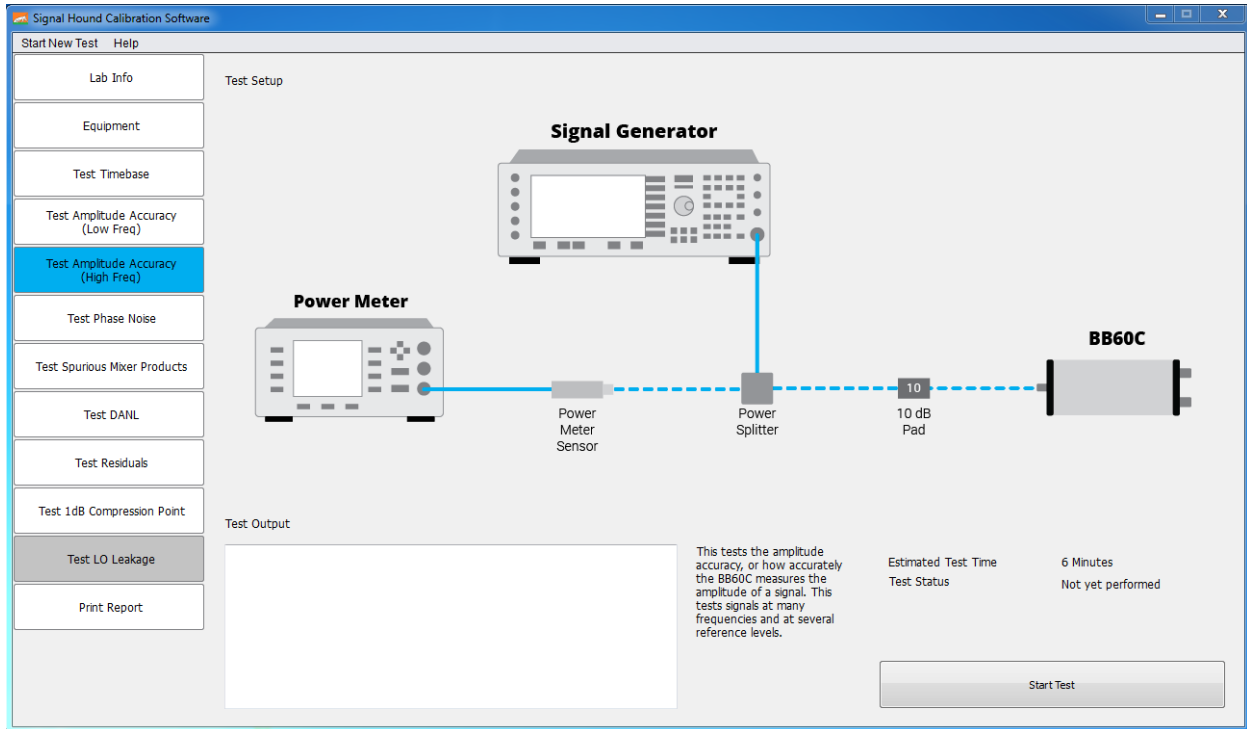 Signal Hound Calibration Software
Start New Test Help
Lab Info
Equipment
Test Timebase
Test Amplitude Accuracy
(Low Freq)
Test Amplitude Accuracy
(High Freq)
Test Phase Noise
Test Spurious Mixer Products
Test DANL
Test Residuals
Test 1dB Compression Point
Test LO Leakage
Print Report
Test Setup
Signal Generator
Power Meter
BB60C
10
Power
Meter
Sensor
Power
Splitter
10 dB
Pad
Test Output
This tests the amplitude
accuracy, or how accurately
the BB60C measures the
amplitude of a signal. This
tests signals at many
frequencies and at several
reference levels.
Estimated Test Time 6 Minutes
Test Status Not yet performed
Start Test